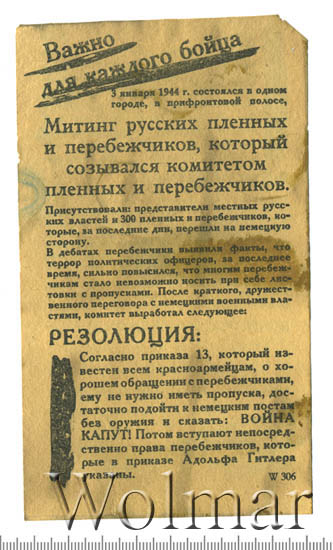 Важно
для каждого бойца
3 января 1944 г. состоялся в одном
городе, в прифронтовой полосе,
Митинг русских пленных
и перебежчиков, который
созывался комитетом
пленных и перебежчиков.
Присутствовали: представители местных рус-
ских властей и 300 пленных и перебежчиков, ко-
торые, за последние дни, перешли на немецкую
сторону.
В дебатах перебежчики выявили факты, что
террор политических офицеров, за последнее
время, сильно повысился, что многим перебеж-
чикам стало невозможно носить при себе лис-
товки с пропусками. После краткого, дружест-
венного переговора с немецкими военными влас-
тями, комитет выработал следующее:
РЕЗОЛЮЦИЯ:
Согласно приказа 13, который из-
вестен всем красноармейцам, о хо-
рошем обращении с перебежчиками,
ему не нужно иметь пропуска, дос-
таточно подойти к немецким постам
без оружия и сказать: ВОЙНА
КАПУТ! Потом вступают непосред-
ственно права перебежчиков, кото-
рые в приказе Адольфа Гитлера
указаны.
W 306
Wolmar